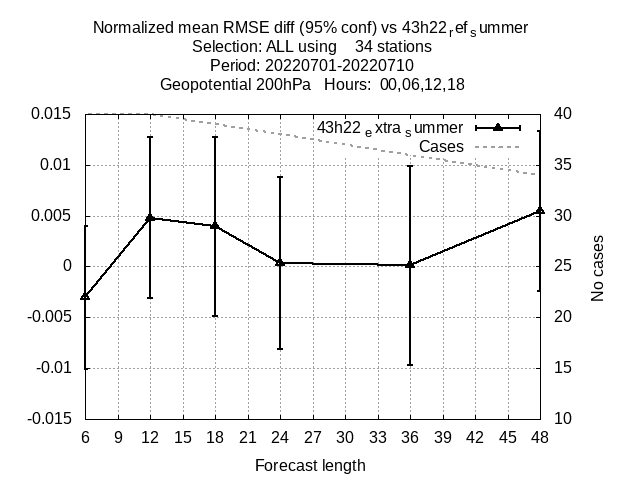 Normalized mean RMSE diff (95% conf) vs 43h22refsummer
Selection: ALL using 34 stations
Period: 20220701-20220710
Geopotential 200hPa Hours: 00,06,12,18
0.015 40
43h22extrasummer
Cases
0.01 35
0.005 30
0 25
-0.005 20
-0.01 15
-0.015 10
No cases
6 9 12 15 18 21 24 27 30 33 36 39 42 45 48
Forecast length